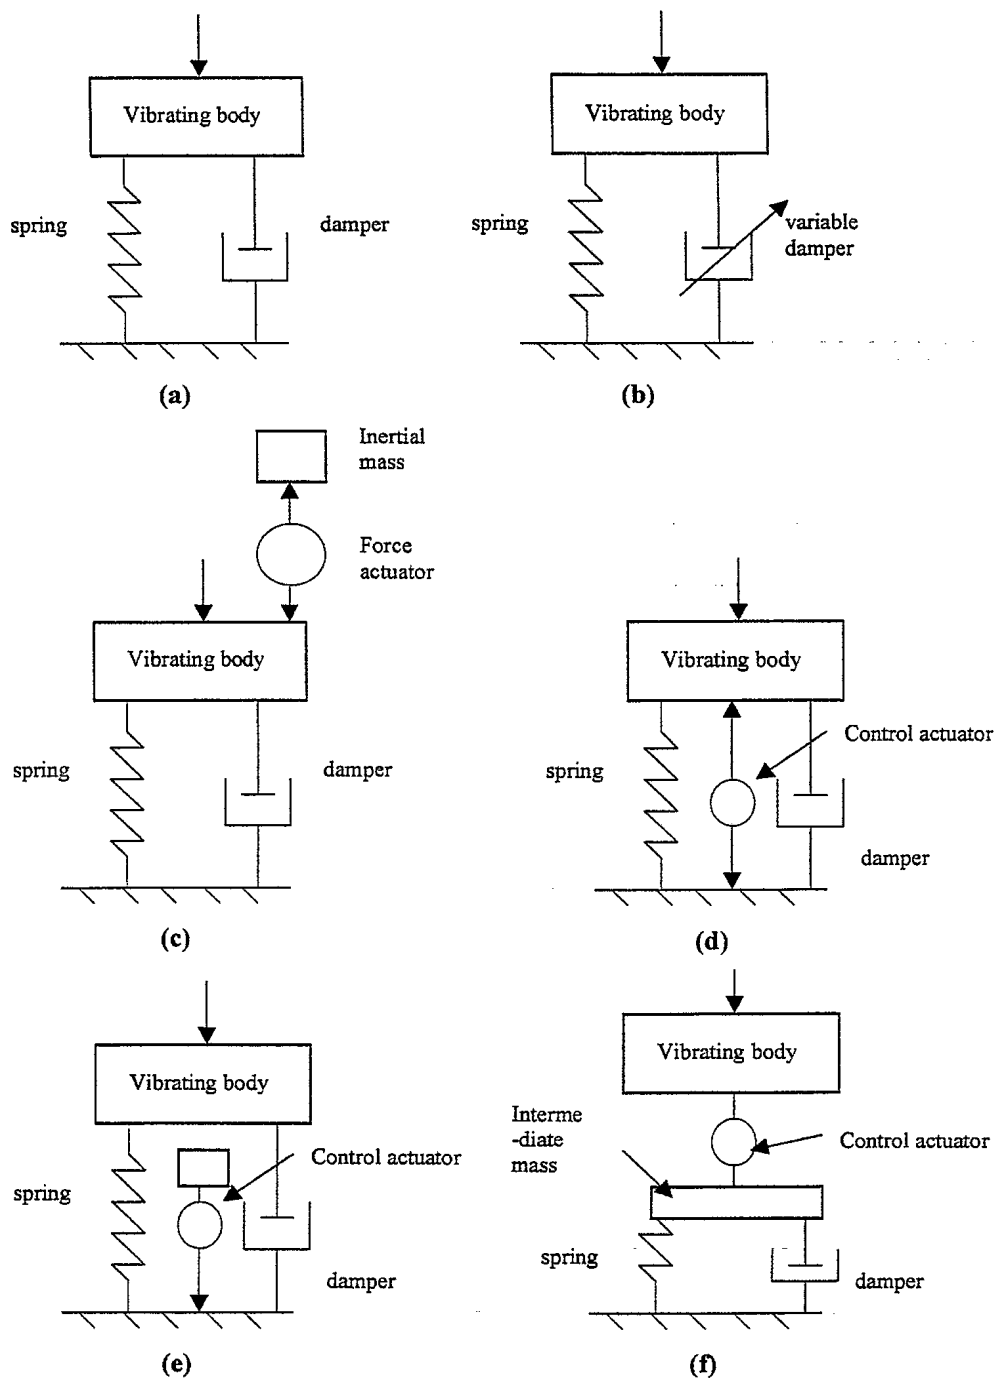 Vibrating body
spring
damper
(a)
Vibrating body
spring
variable
damper
(b)
Inertial
mass
Force
actuator
Vibrating body
spring
damper
(c)
Vibrating body
Control actuator
spring
damper
(d)
Vibrating body
Control actuator
spring
damper
(e)
Vibrating body
Interme
-diate
mass
Control actuator
spring
damper
(f)